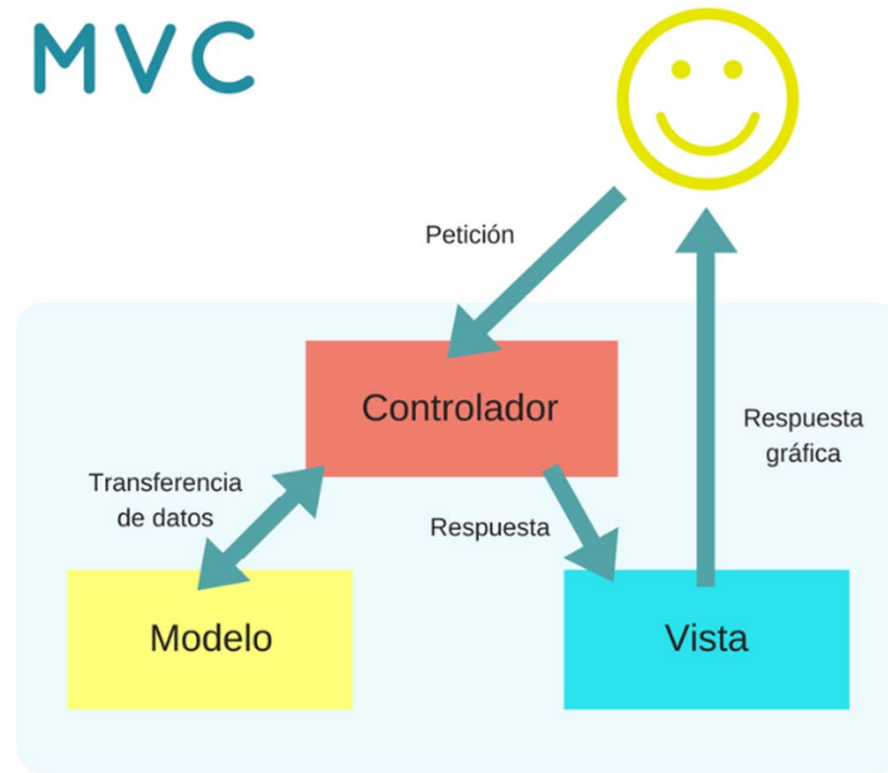 MVC
Petición
Controlador
Respuesta
gráfica
Transferencia
de datos
Respuesta
Modelo
Vista